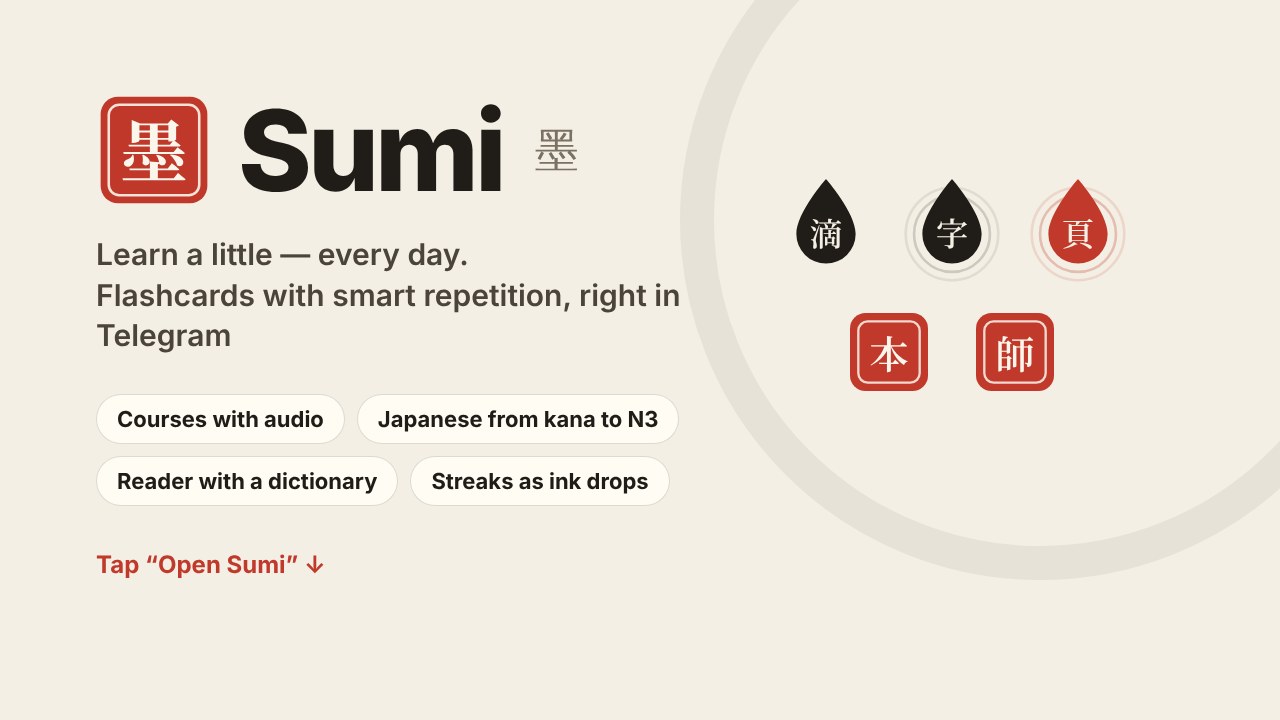 墨 Sumi 墨
Learn a little — every day.
Flashcards with smart repetition, right in
Telegram
Courses with audio
Japanese from kana to N3
Reader with a dictionary
Streaks as ink drops
Tap “Open Sumi” ↓
滴 字 頁
本 師